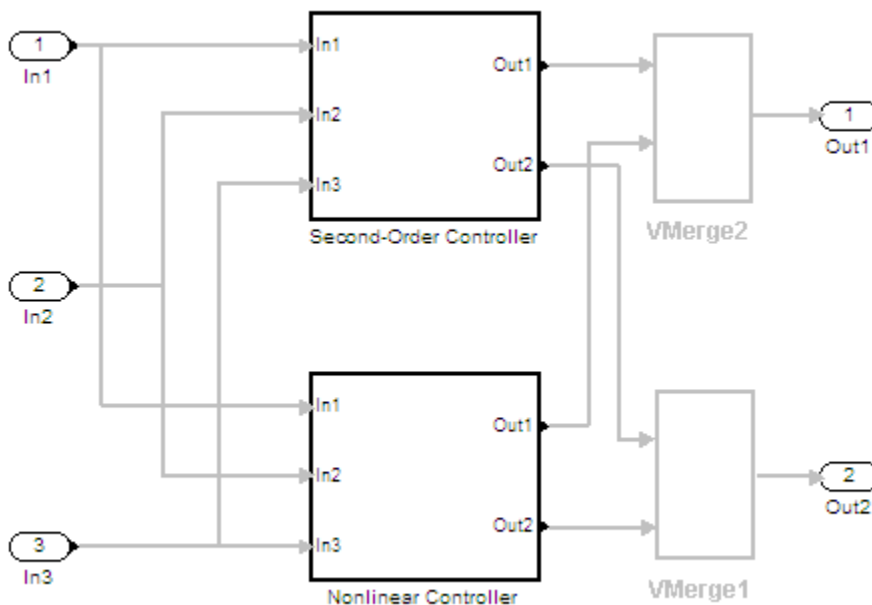 1
In1
In1
In2
In3
Out1
Out2
Second-Order Controller
VMerge2
1
Out1
2
In2
In1
In2
In3
Out1
Out2
Nonlinear Controller
VMerge1
2
Out2
3
In3